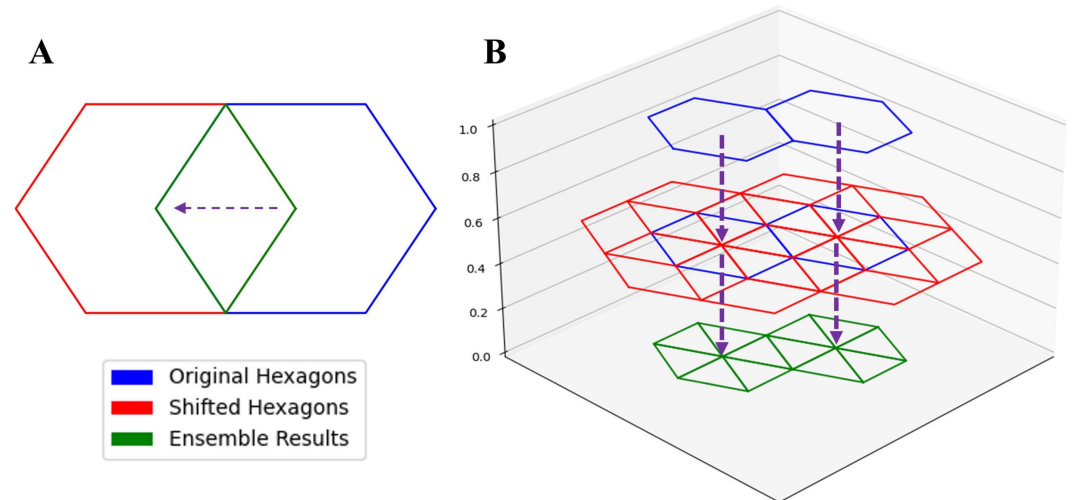 A
B
1.0
0.8
0.6
0.4
0.2
0.0
Original Hexagons
Shifted Hexagons
Ensemble Results